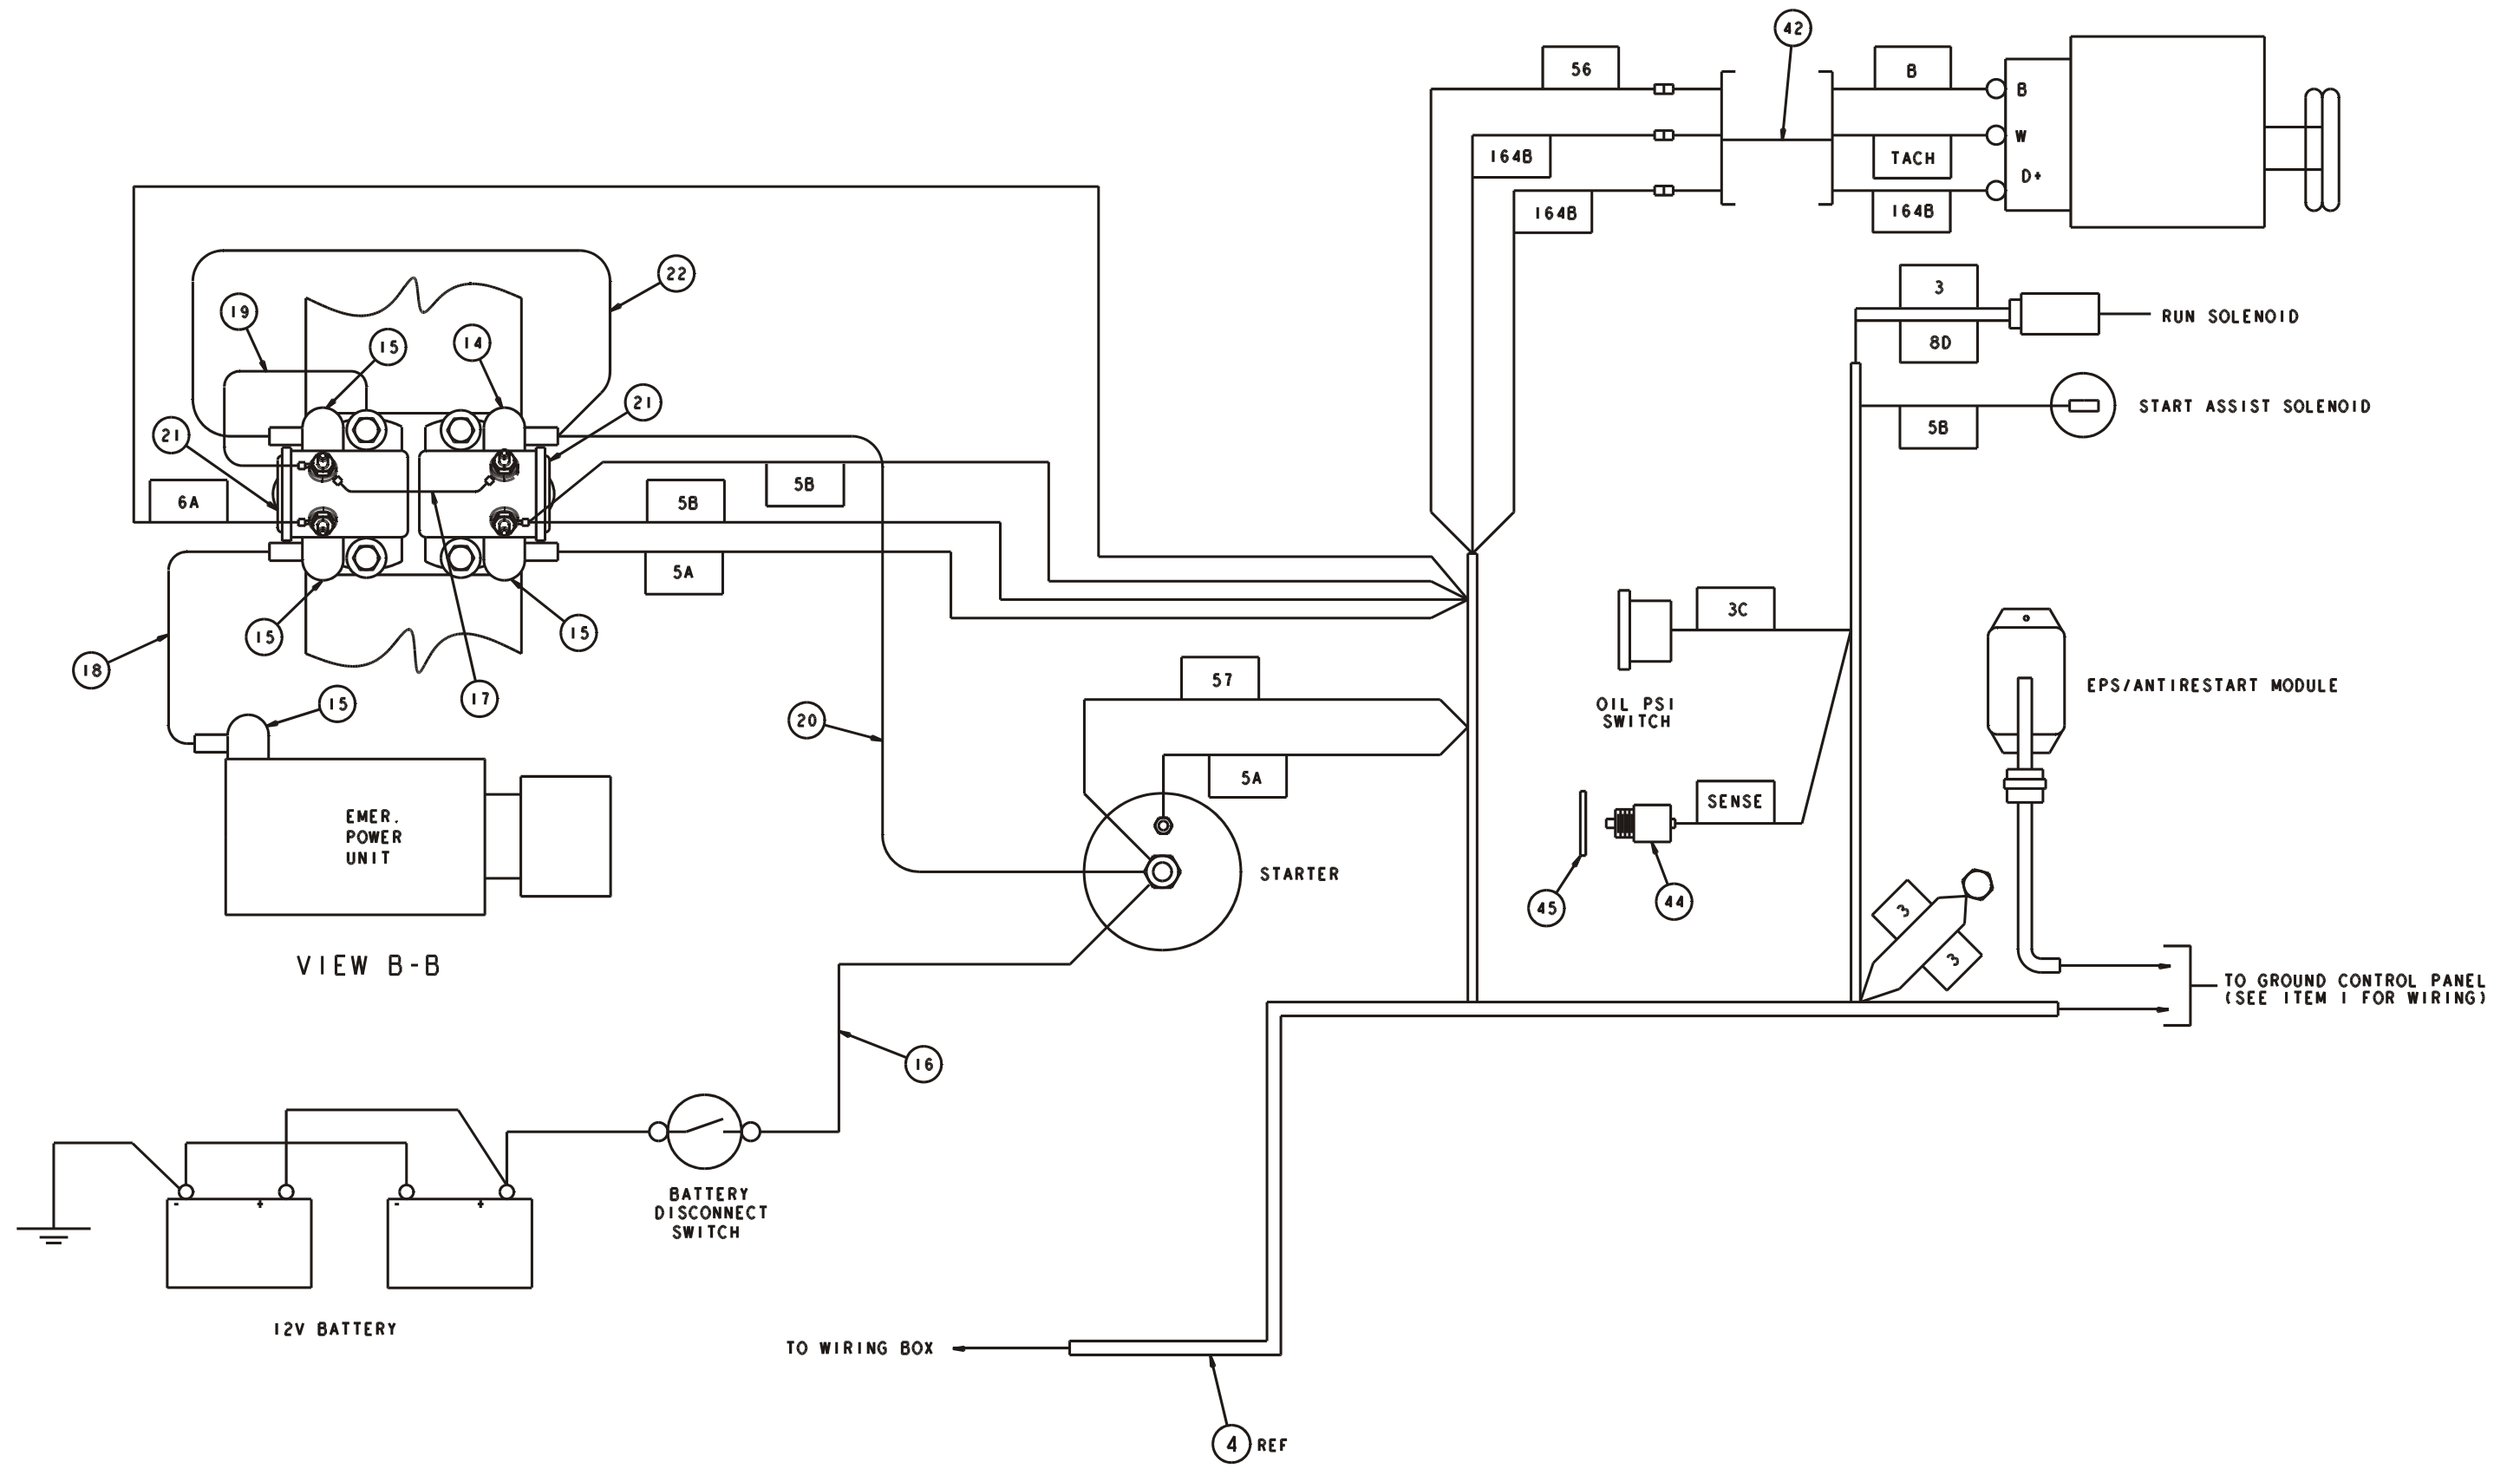 42
56
B
B
164B
W
TACH
D+
164B
164B
22
19
15
14
3
RUN SOLENOID
8D
21
21
START ASSIST SOLENOID
5B
6A
5B
5B
5A
15
15
18
17
15
3C
OIL PSI
SWITCH
EPS/ANTIRESTART MODULE
57
20
5A
SENSE
EMER.
POWER
UNIT
STARTER
45
44
3
3
VIEW B-B
TO GROUND CONTROL PANEL
(SEE ITEM 1 FOR WIRING)
16
- +
- +
BATTERY
DISCONNECT
SWITCH
12V BATTERY
TO WIRING BOX
4 REF